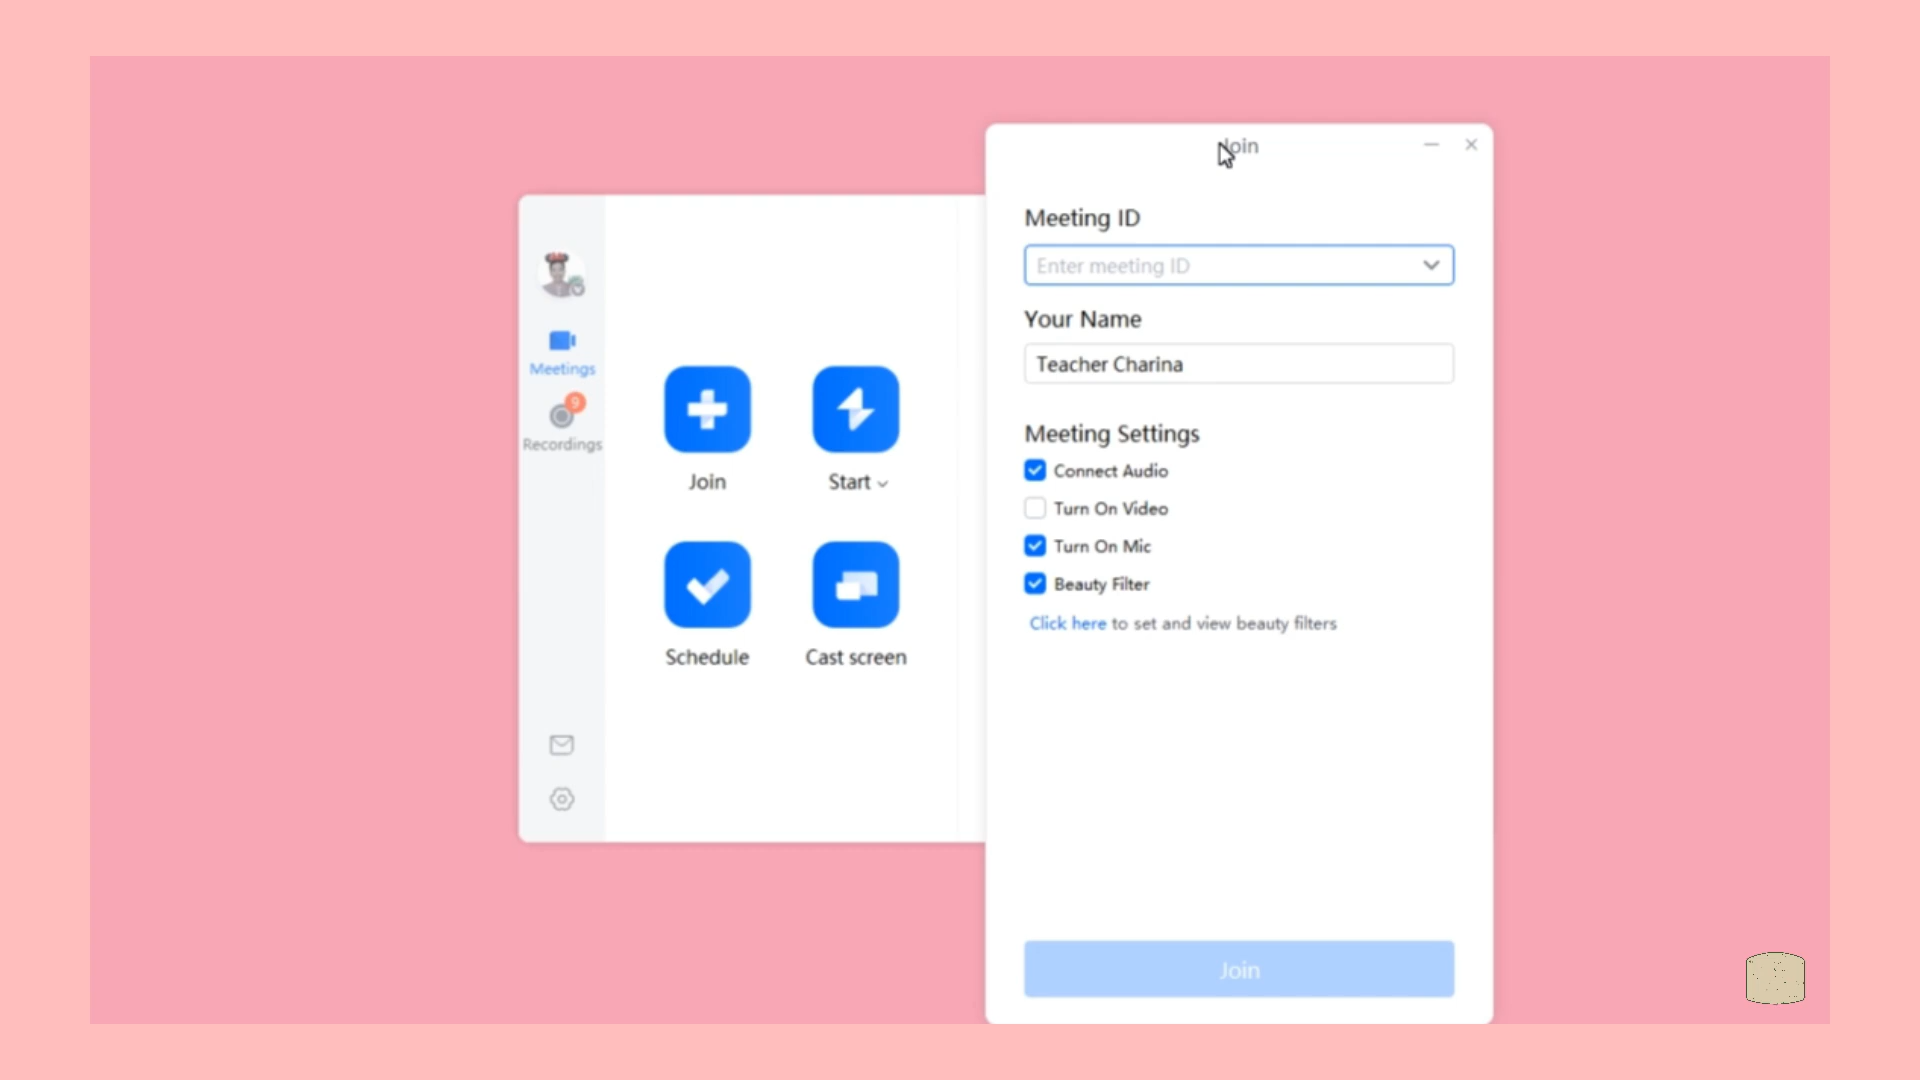 Meetings
9
Recordings
Join
Start
Schedule
Cast screen
Join
Meeting ID
Enter meeting ID
Your Name
Teacher Charina
Meeting Settings
Connect Audio
Turn On Video
Turn On Mic
Beauty Filter
Click here to set and view beauty filters
Join